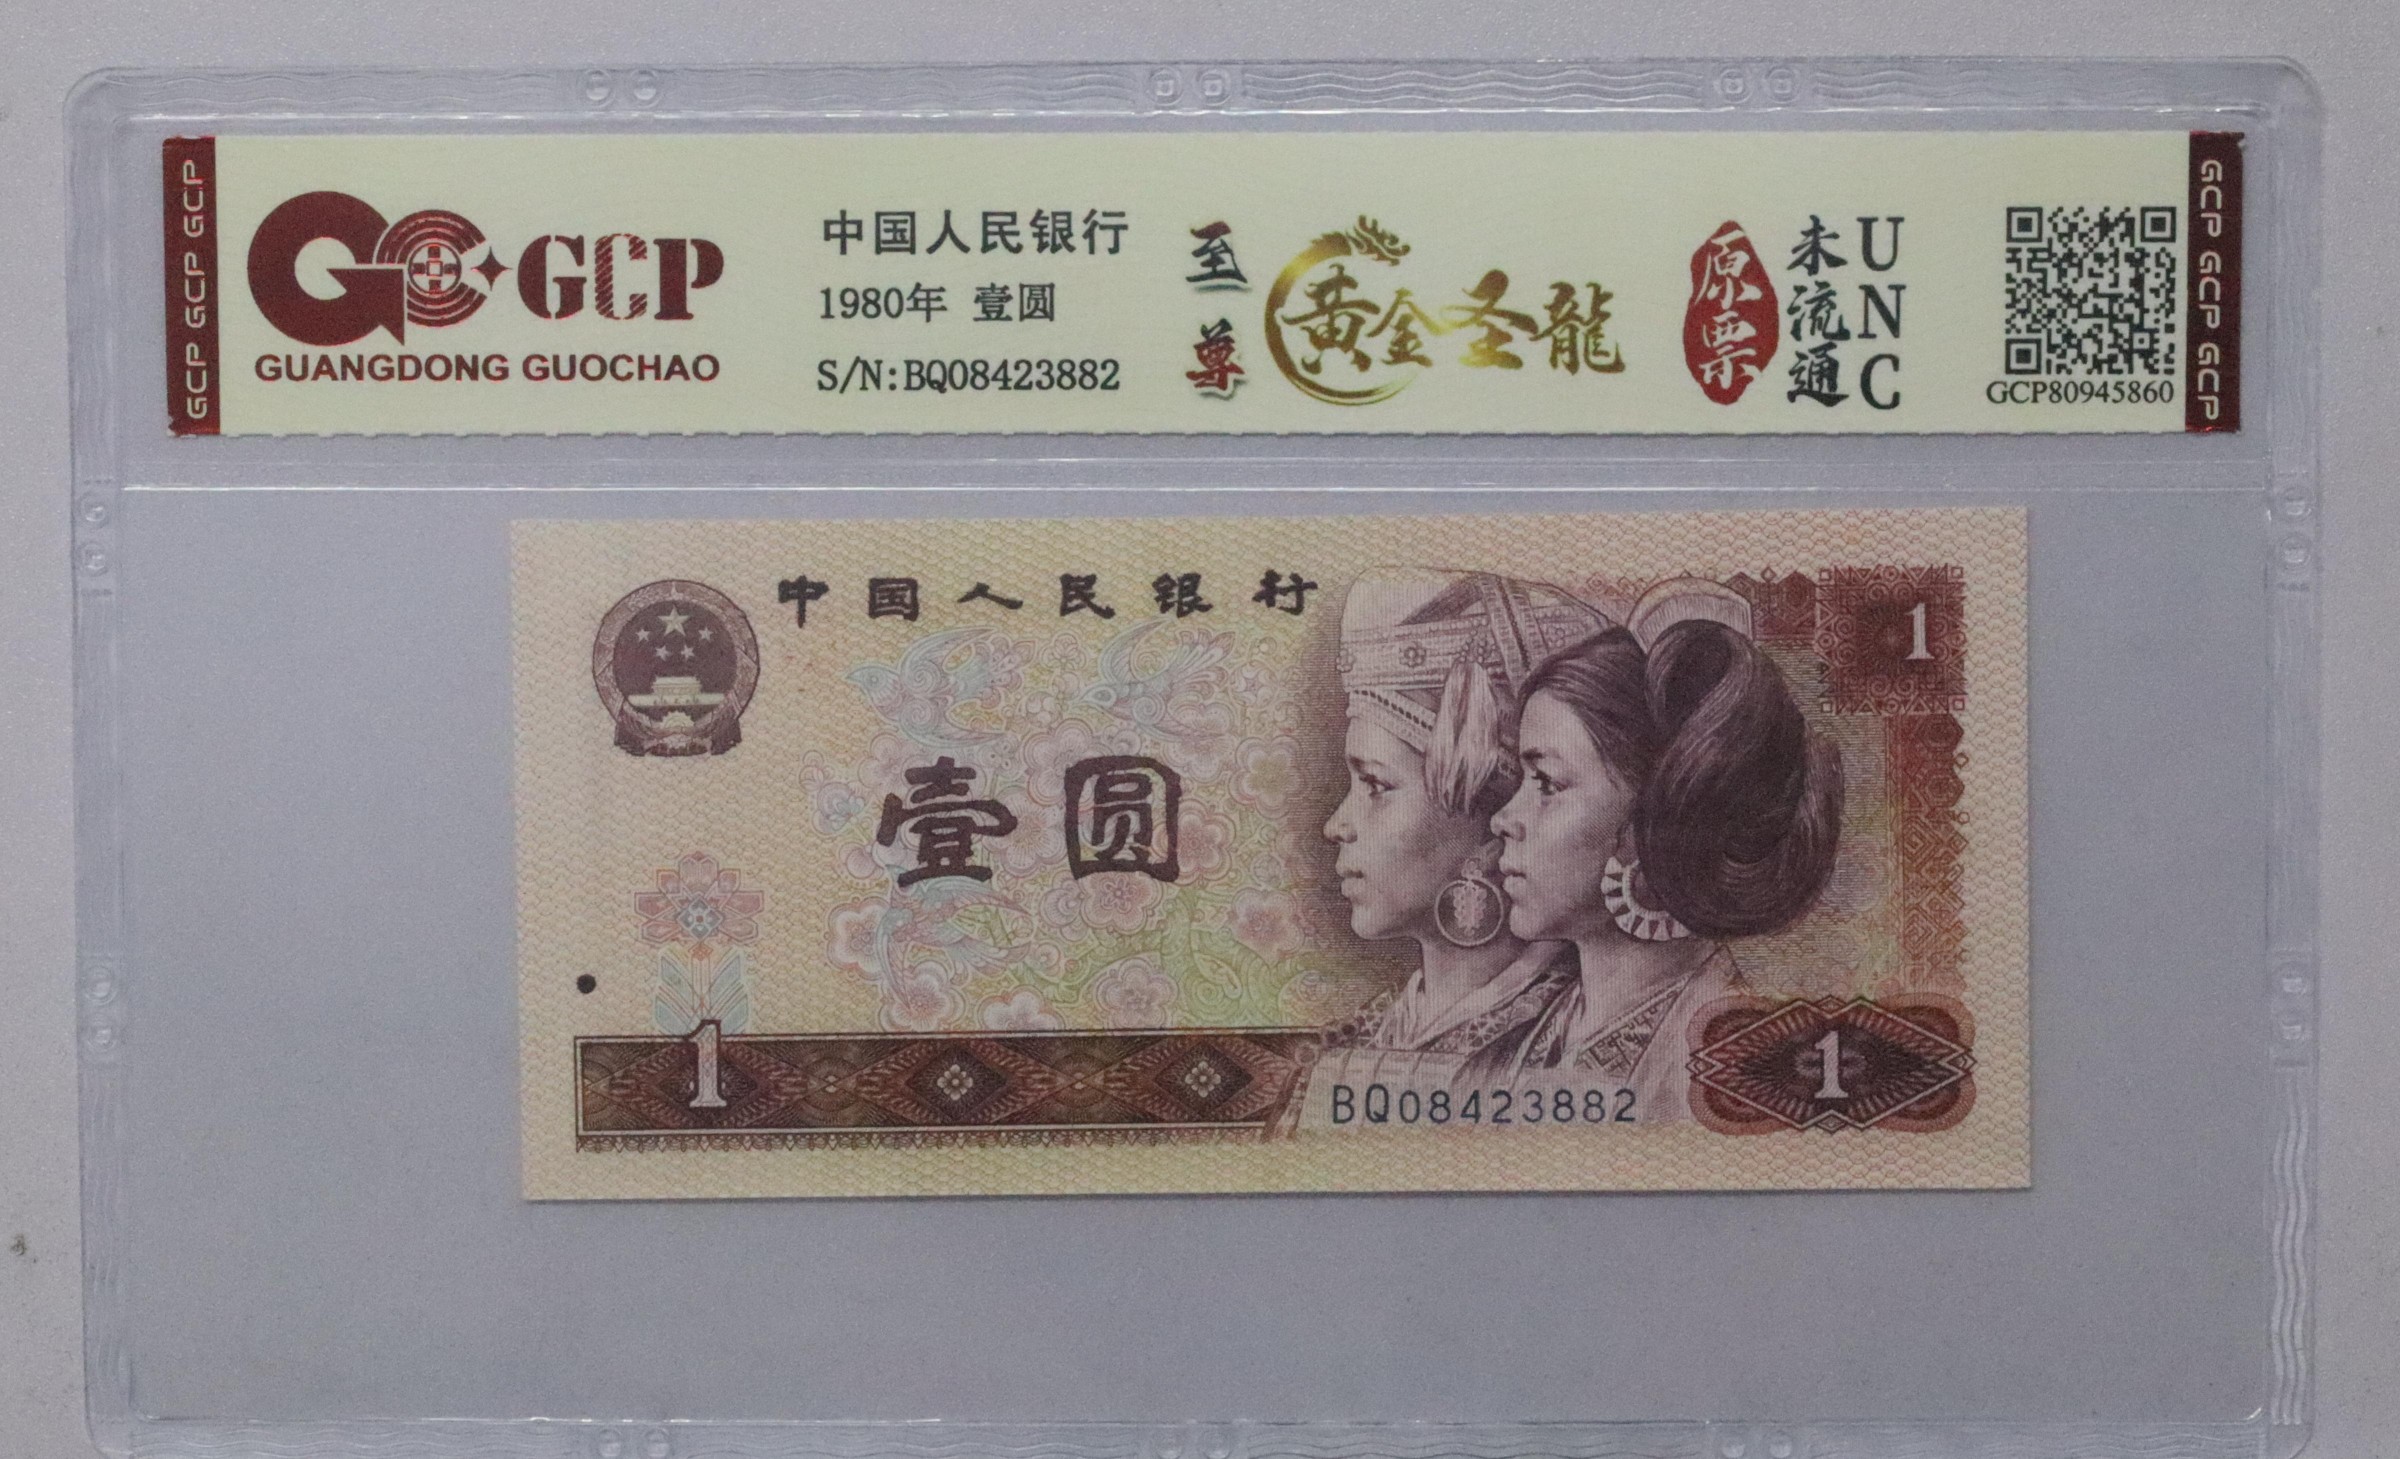 GCP GCP GCP
GCP
GUANGDONG GUOCHAO
中国人民银行
1980年 壹圆
S/N:BQ08423882
至尊
黄金圣龍
原票
未流通
UNC
GCP80945860
GCP GCP GCP
中国人民银行
1
壹圆
1
BQ08423882
1